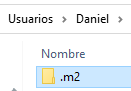 Usuarios > Daniel >
Nombre
.m2